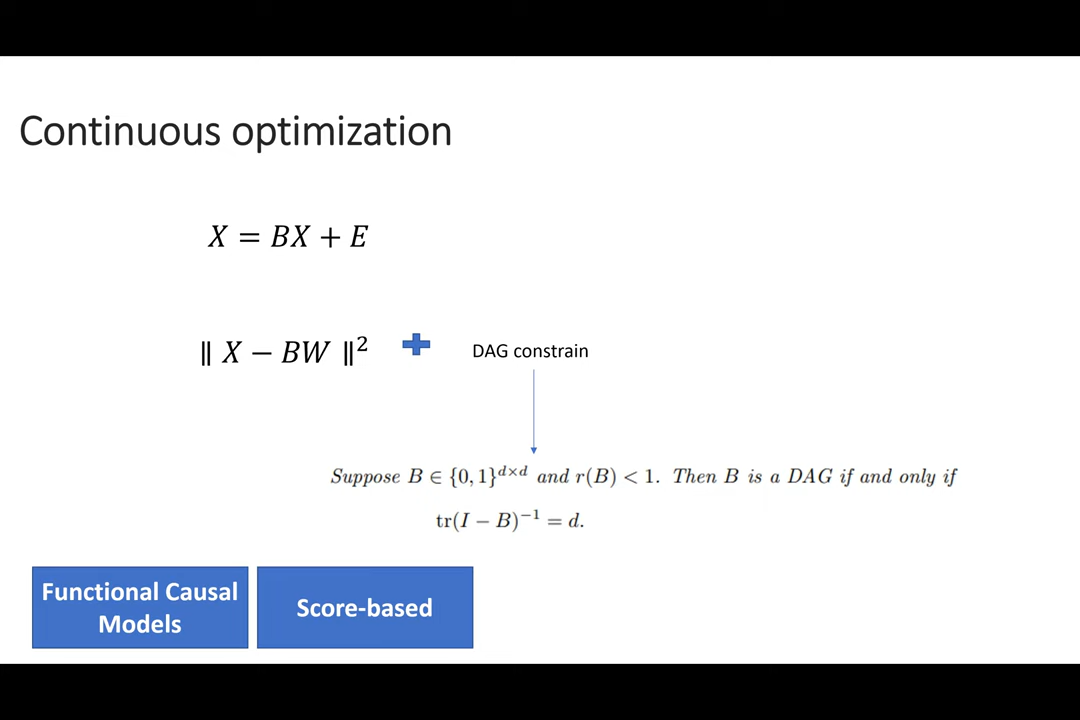 Continuous optimization
X = BX + E
‖ X − BW ‖²
DAG constrain
Suppose B ∈ {0, 1}^{d×d} and r(B) < 1. Then B is a DAG if and only if
tr(I − B)⁻¹ = d.
Functional Causal
Models
Score-based